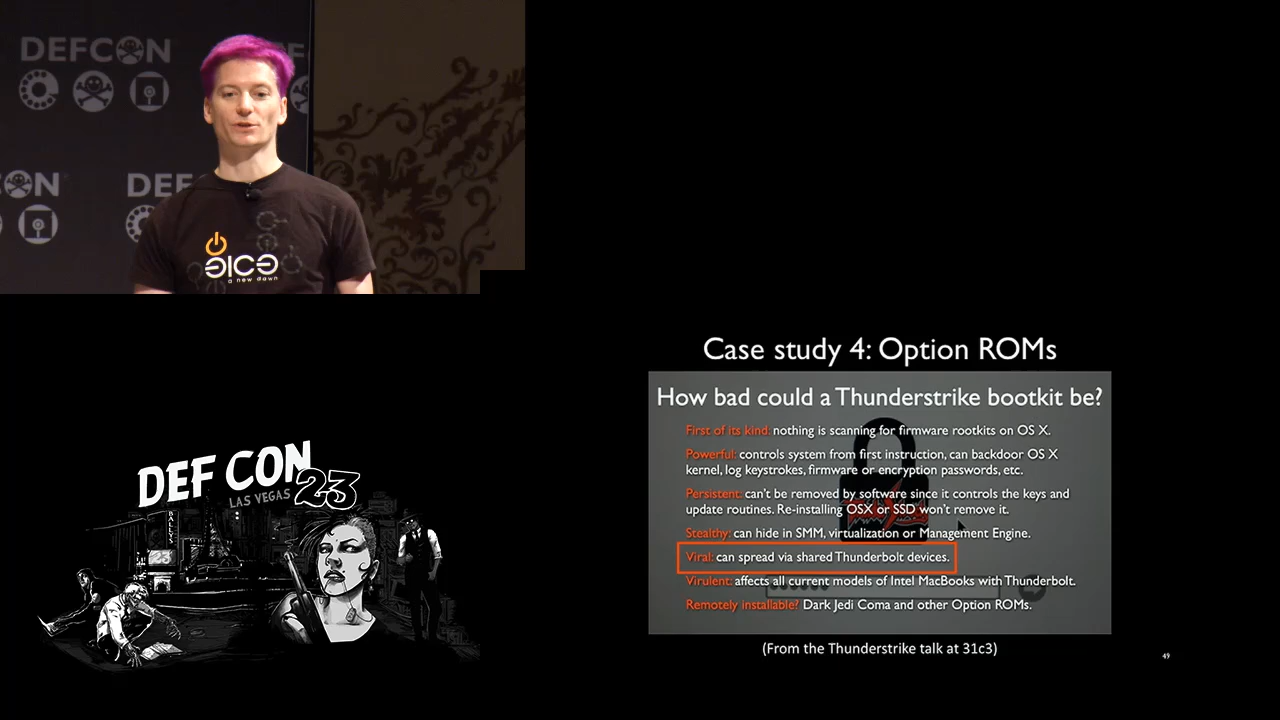 DEFCON
DEF
DEF
a new dawn
Case study 4: Option ROMs
How bad could a Thunderstrike bootkit be?
First of its kind: nothing is scanning for firmware rootkits on OS X.
Powerful: controls system from first instruction, can backdoor OS X
kernel, log keystrokes, firmware or encryption passwords, etc.
Persistent: can't be removed by software since it controls the keys and
update routines. Re-installing OSX or SSD won't remove it.
Stealthy: can hide in SMM, virtualization or Management Engine.
Viral: can spread via shared Thunderbolt devices.
Virulent: affects all current models of Intel MacBooks with Thunderbolt.
Remotely installable? Dark Jedi Coma and other Option ROMs.
(From the Thunderstrike talk at 31c3)
49
DEF CON 23
LAS VEGAS
BALLYS